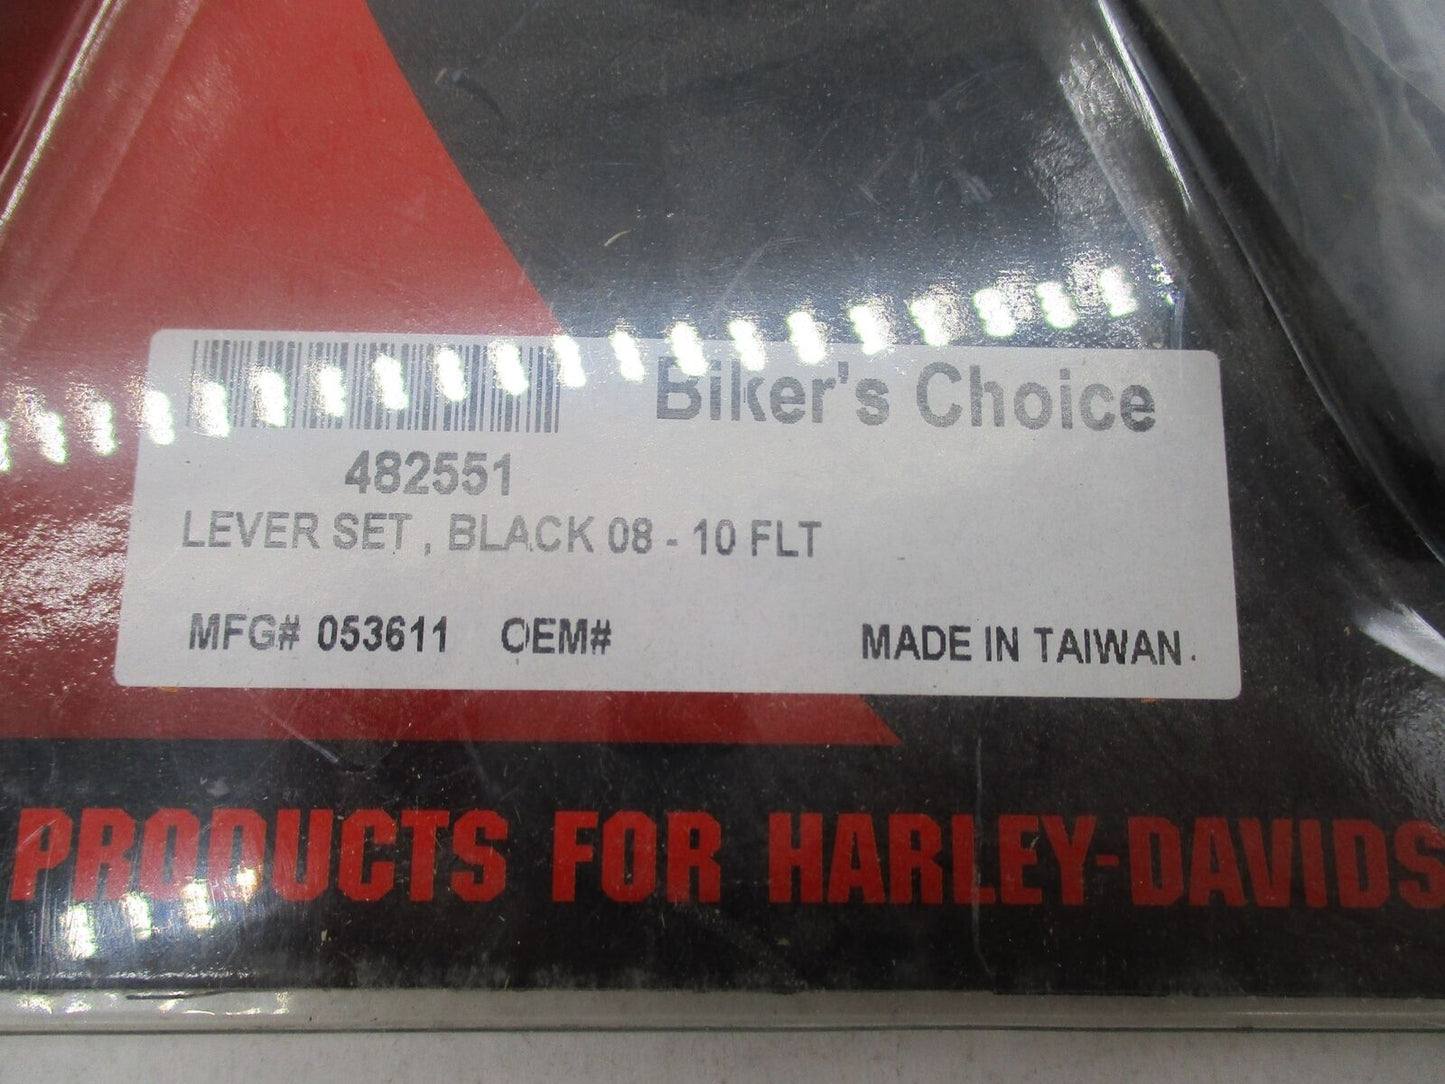 Biker's Choice
482551
LEVER SET , BLACK 08 - 10 FLT
MFG# 053611 OEM# MADE IN TAIWAN
PRODUCTS FOR HARLEY-DAVIDS